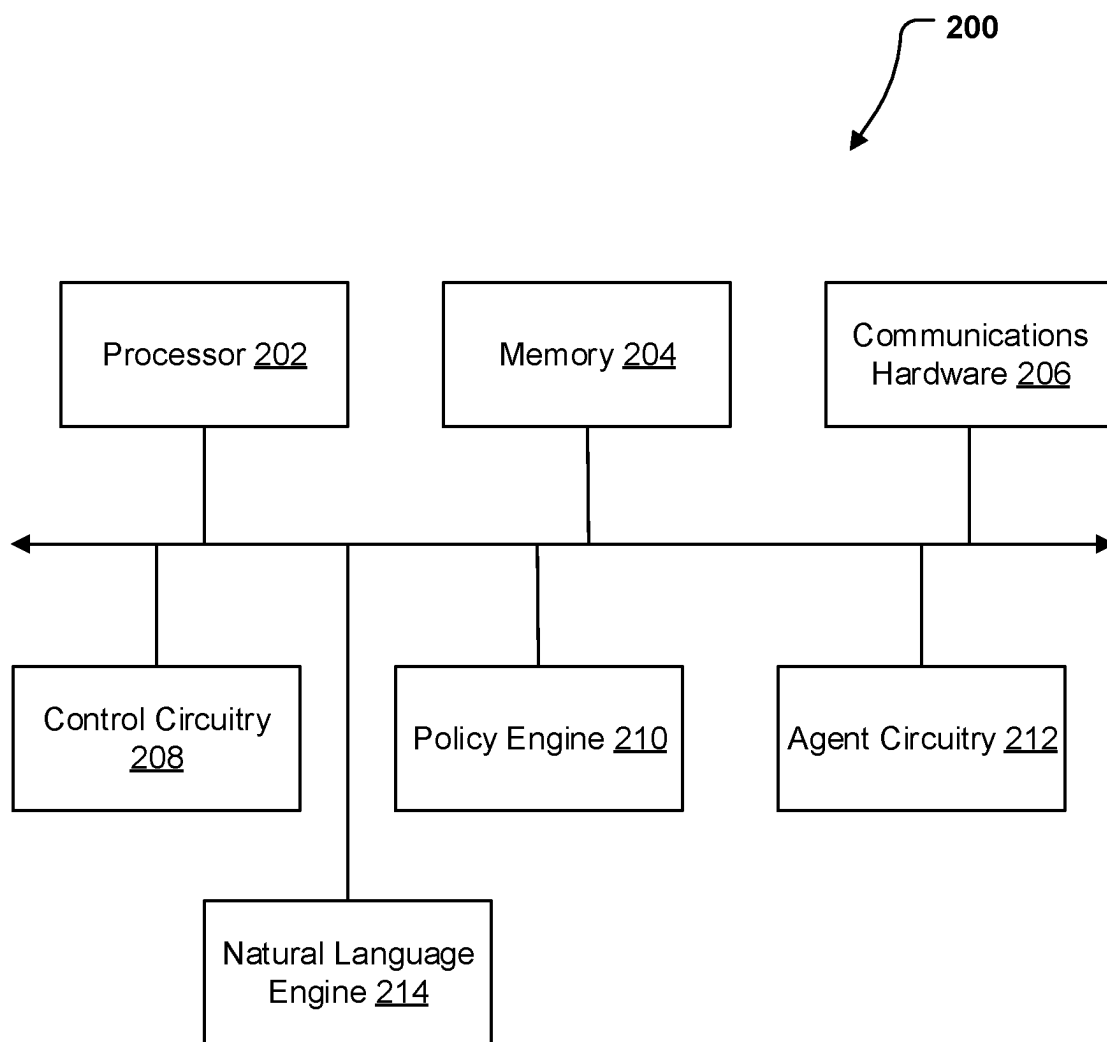 200
Processor 202
Memory 204
Communications
Hardware 206
Control Circuitry
208
Policy Engine 210
Agent Circuitry 212
Natural Language
Engine 214